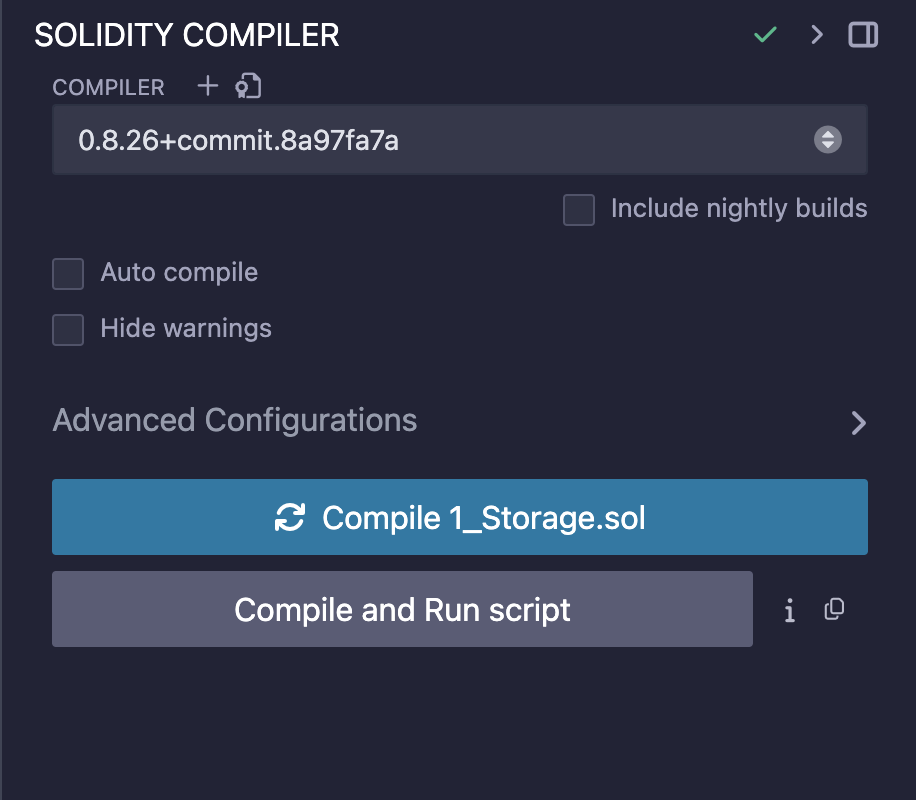 SOLIDITY COMPILER
COMPILER
0.8.26+commit.8a97fa7a
Include nightly builds
Auto compile
Hide warnings
Advanced Configurations
Compile 1_Storage.sol
Compile and Run script